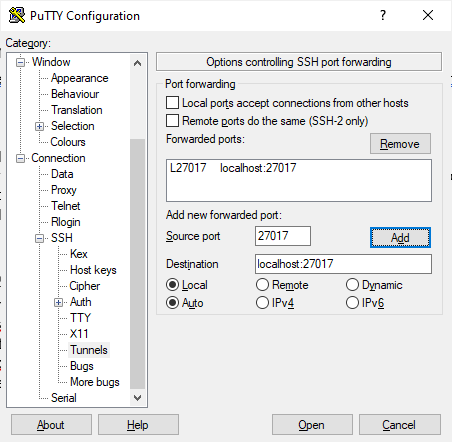 PuTTY Configuration
Category:
Window
Appearance
Behaviour
Translation
Selection
Colours
Connection
Data
Proxy
Telnet
Rlogin
SSH
Kex
Host keys
Cipher
Auth
TTY
X11
Tunnels
Bugs
More bugs
Serial
Options controlling SSH port forwarding
Port forwarding
Local ports accept connections from other hosts
Remote ports do the same (SSH-2 only)
Forwarded ports:
Remove
L27017 localhost:27017
Add new forwarded port:
Source port 27017 Add
Destination localhost:27017
Local Remote Dynamic
Auto IPv4 IPv6
About Help Open Cancel